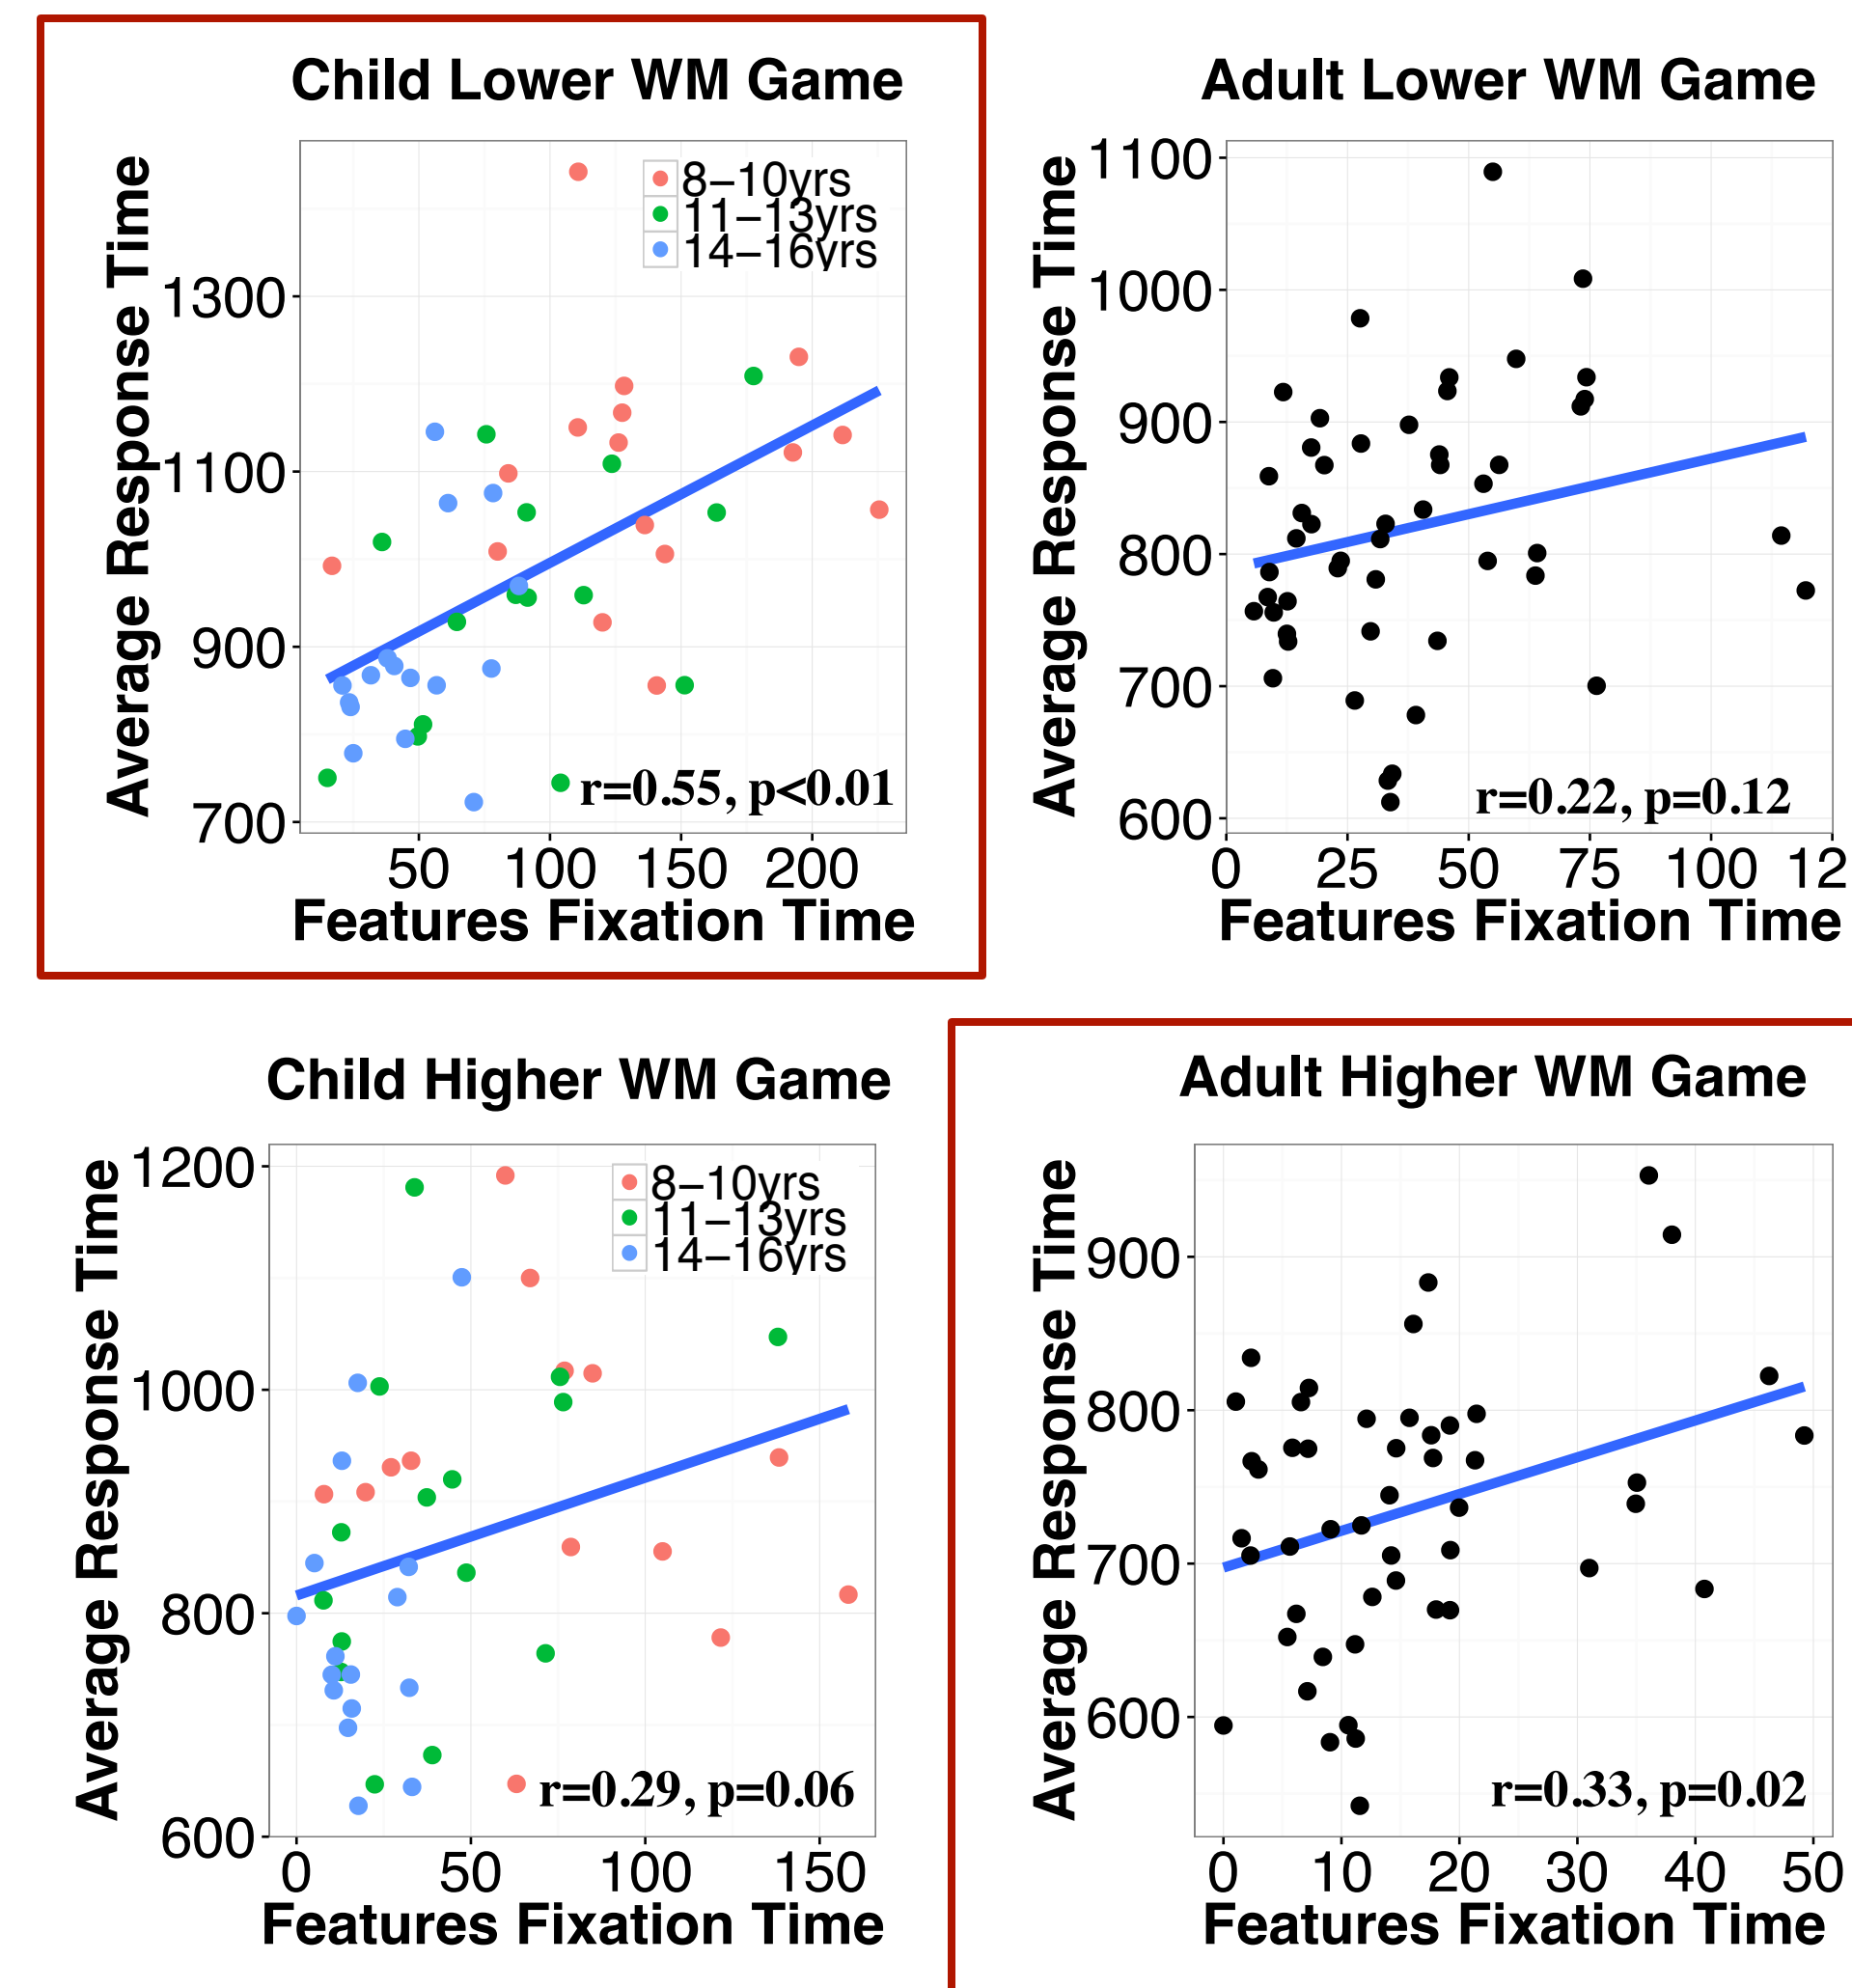 Child Lower WM Game
Average Response Time
1300
1100
900
700
8–10yrs
11–13yrs
14–16yrs
r=0.55, p<0.01
50 100 150 200
Features Fixation Time
Adult Lower WM Game
Average Response Time
1100
1000
900
800
700
600
r=0.22, p=0.12
0 25 50 75 100 12
Features Fixation Time
Child Higher WM Game
Average Response Time
1200
1000
800
600
8–10yrs
11–13yrs
14–16yrs
r=0.29, p=0.06
0 50 100 150
Features Fixation Time
Adult Higher WM Game
Average Response Time
900
800
700
600
r=0.33, p=0.02
0 10 20 30 40 50
Features Fixation Time